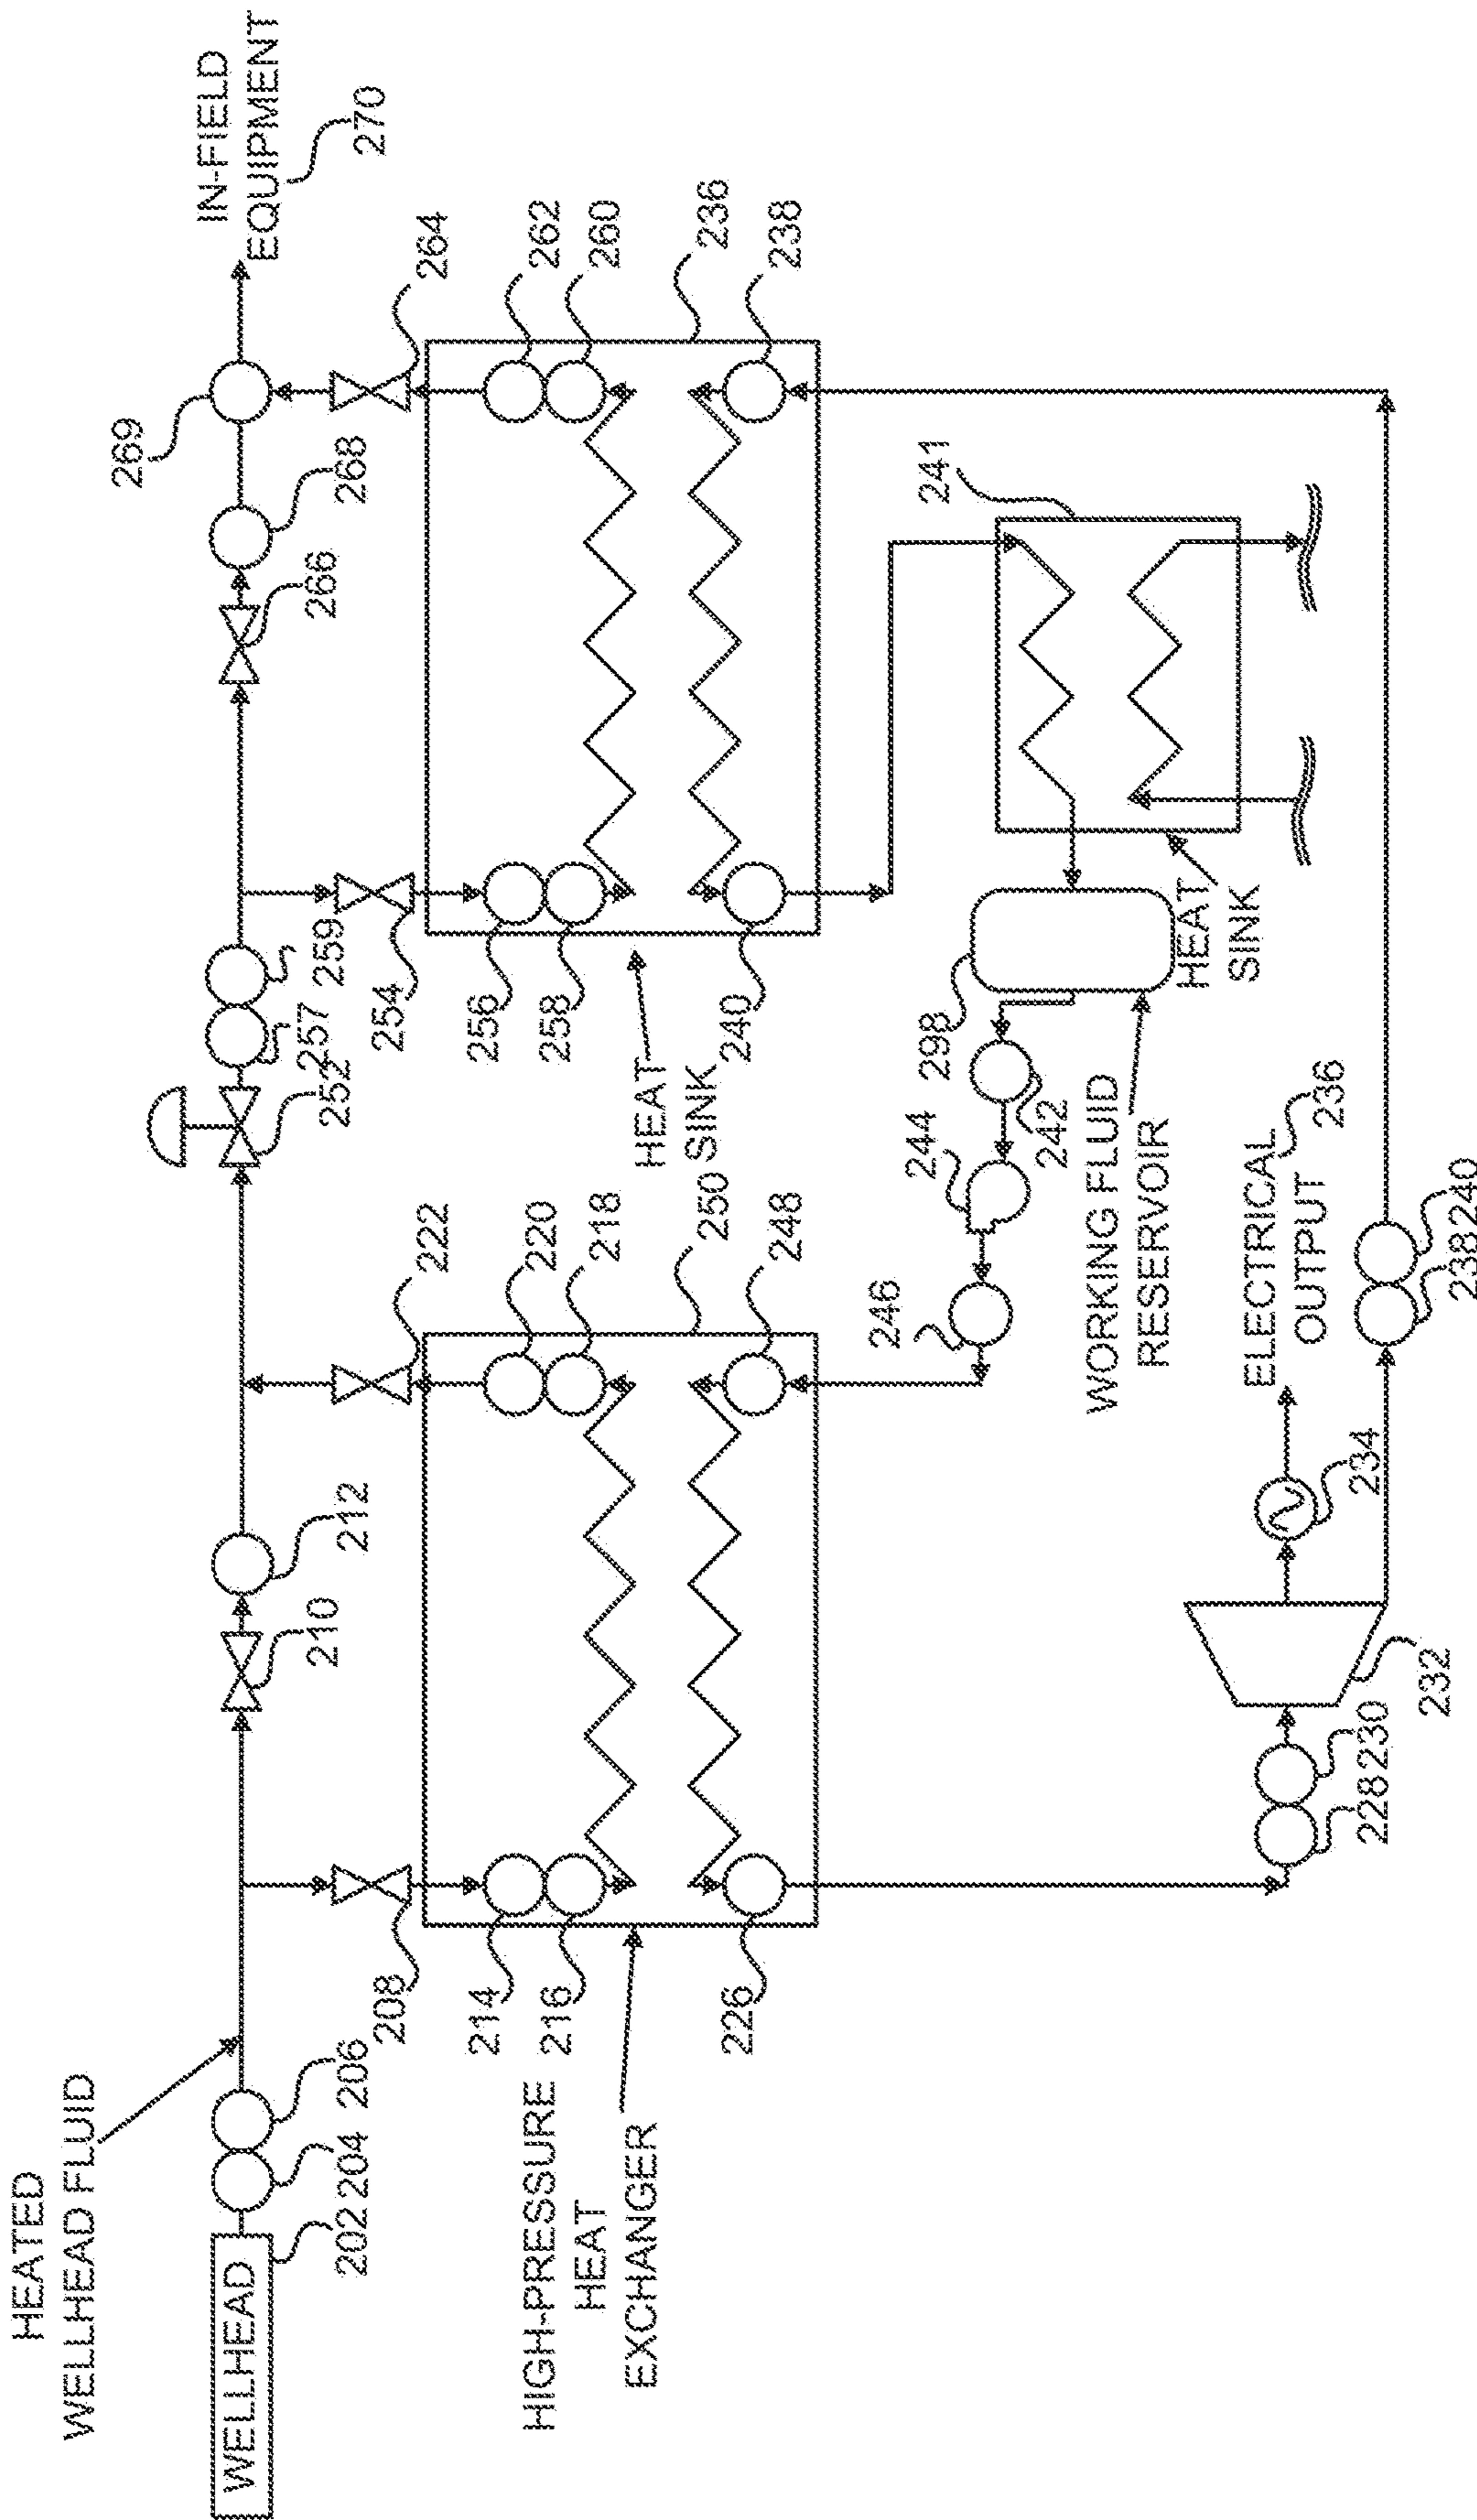 HEATED
WELLHEAD FLUID
WELLHEAD
202
204
206
208
210
212
214
216
HIGH-PRESSURE
HEAT
EXCHANGER
226
218
220
222
250
248
252
257
259
254
256
258
240
HEAT
SINK
266
268
269
264
262
260
236
238
IN-FIELD
EQUIPMENT
270
241
HEAT
SINK
298
242
244
246
WORKING FLUID
RESERVOIR
228
230
232
234
ELECTRICAL
OUTPUT
236
238
240